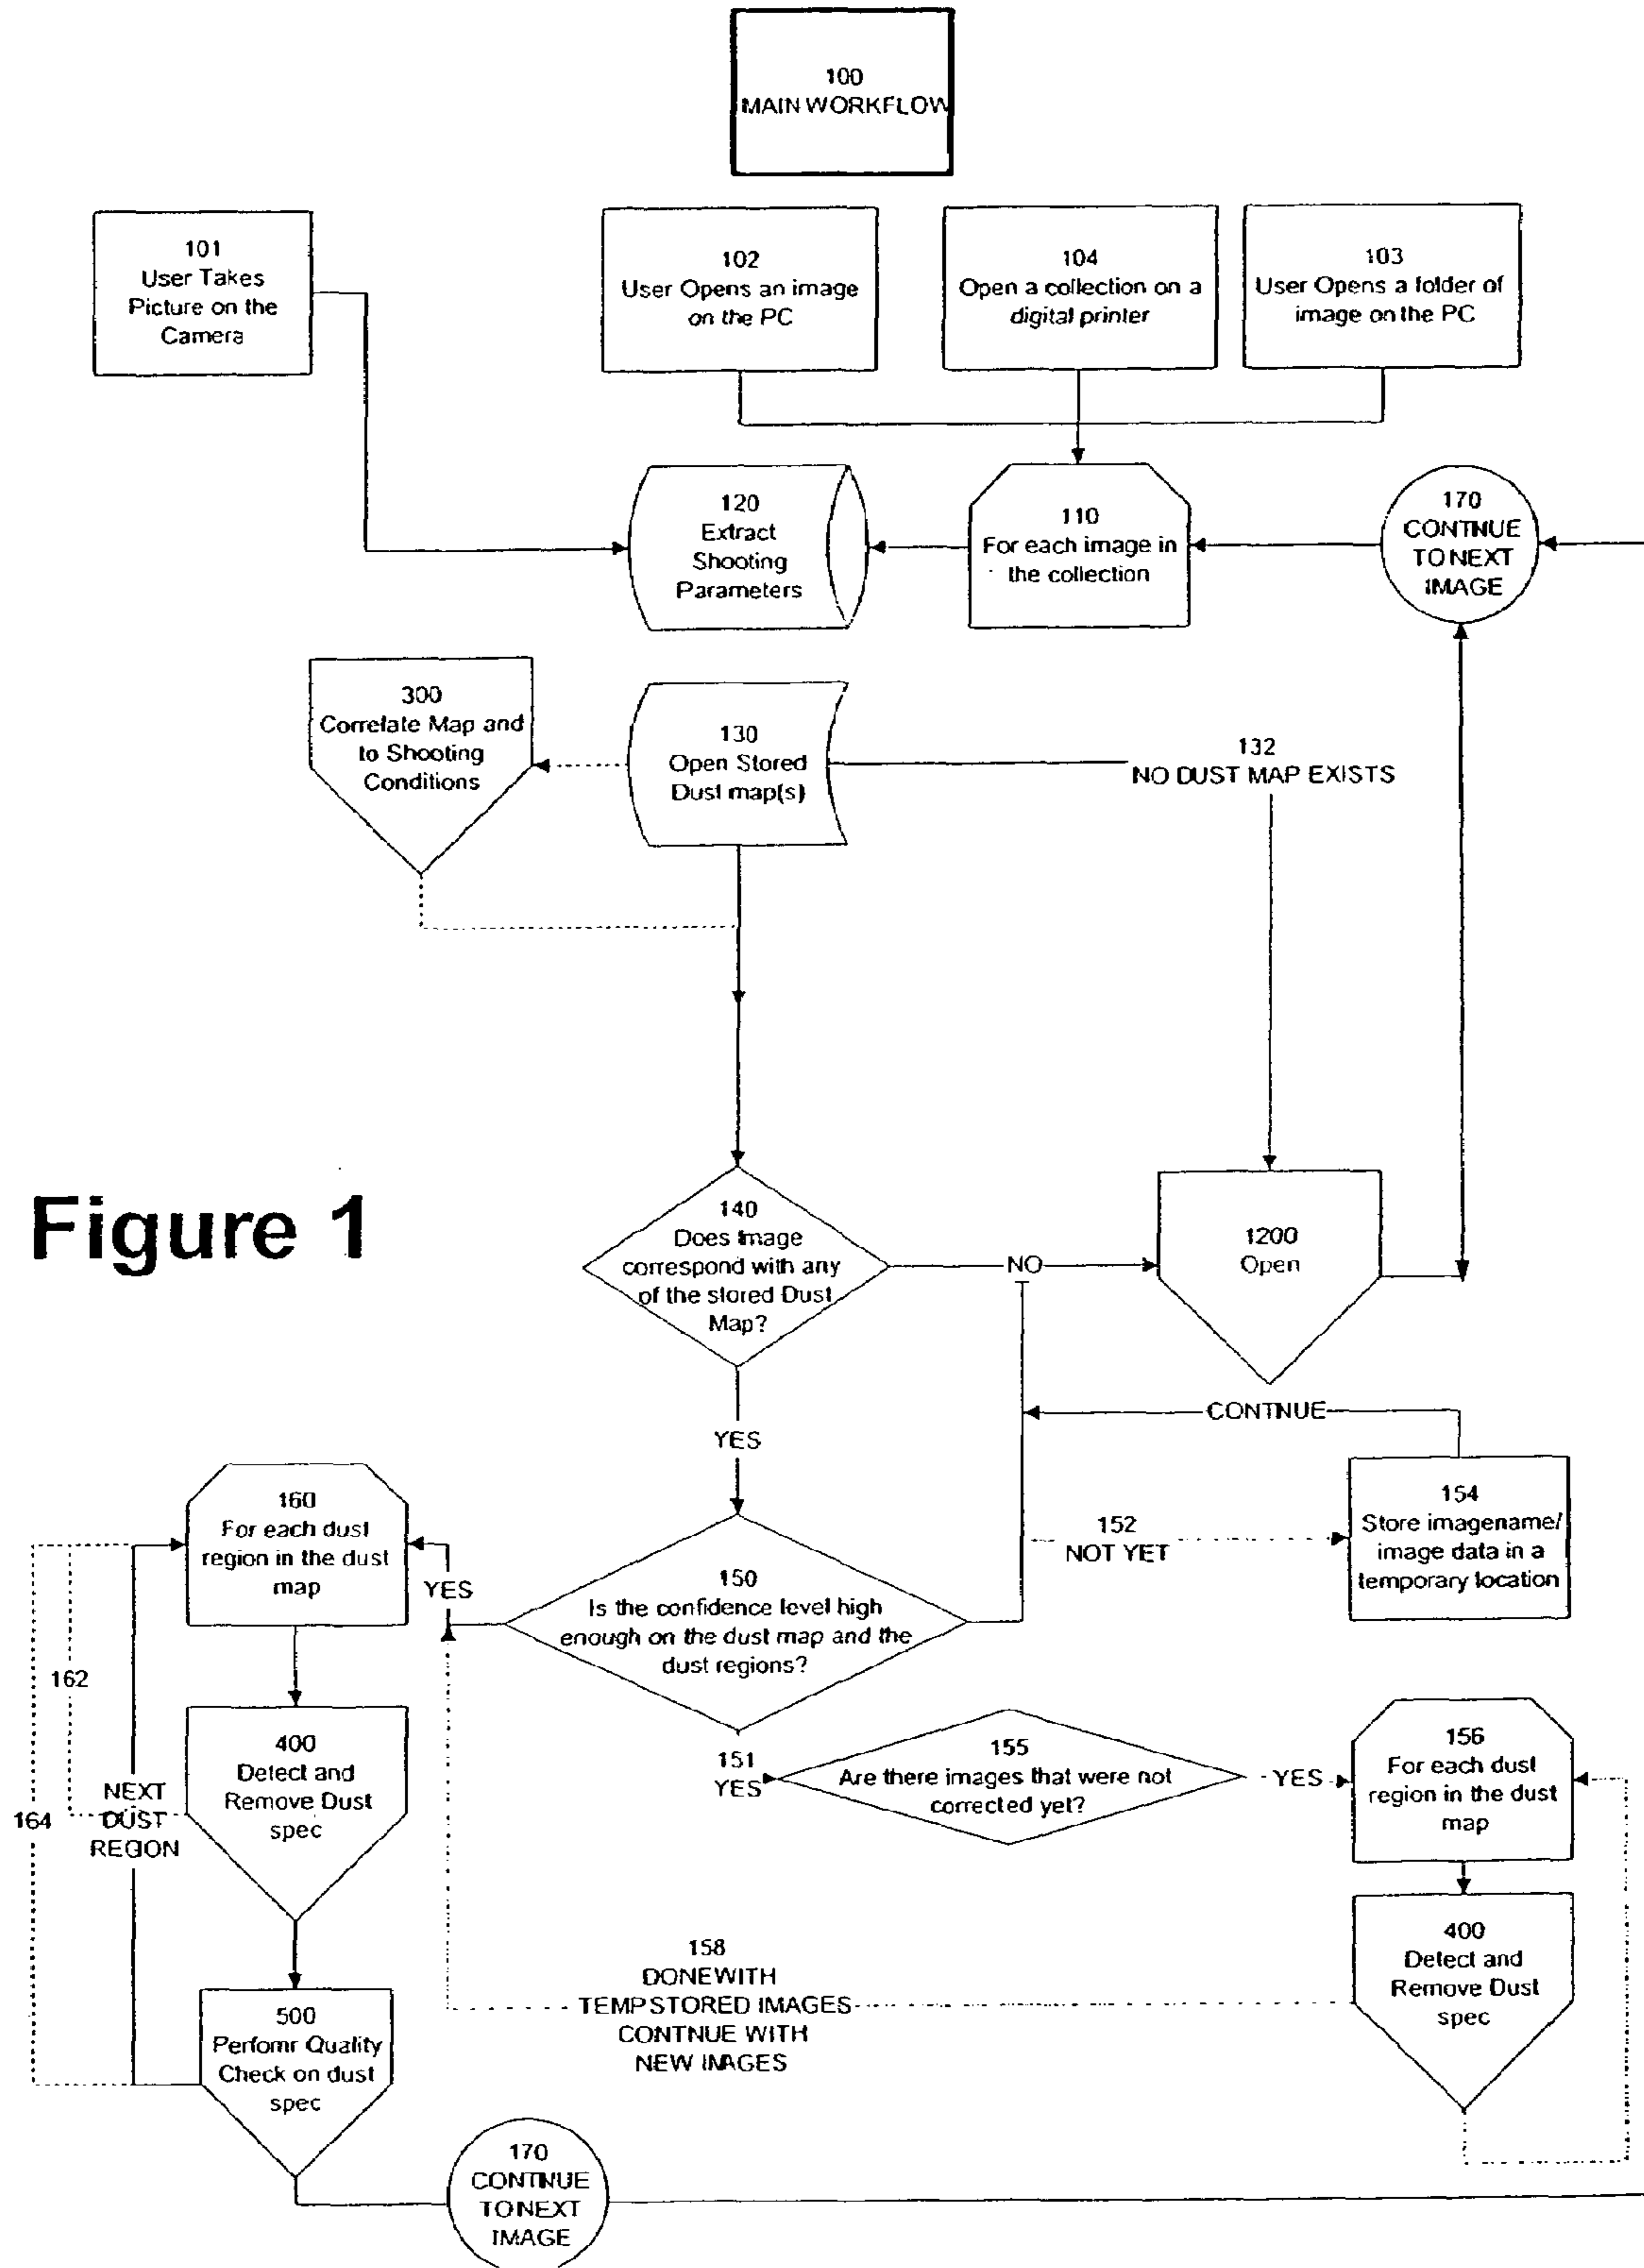 100
MAIN WORKFLOW
101
User Takes
Picture on the
Camera
102
User Opens an image
on the PC
104
Open a collection on a
digital printer
103
User Opens a folder of
image on the PC
120
Extract
Shooting
Parameters
110
For each image in
the collection
170
CONTNUE
TO NEXT
IMAGE
300
Correlate Map and
to Shooting
Conditions
130
Open Stored
Dust map(s)
132
NO DUST MAP EXISTS
Figure 1
140
Does Image
correspond with any
of the stored Dust
Map?
NO
1200
Open
YES
CONTNUE
160
For each dust
region in the dust
map
YES
150
Is the confidence level high
enough on the dust map and the
dust regions?
152
NOT YET
154
Store imagename/
image data in a
temporary location
162
164
NEXT
DUST
REGION
400
Detect and
Remove Dust
spec
151
YES
155
Are there images that were not
corrected yet?
YES
156
For each dust
region in the dust
map
400
Detect and
Remove Dust
spec
158
DONE WITH
TEMP STORED IMAGES
CONTNUE WITH
NEW IMAGES
500
Perfomr Quality
Check on dust
spec
170
CONTNUE
TO NEXT
IMAGE